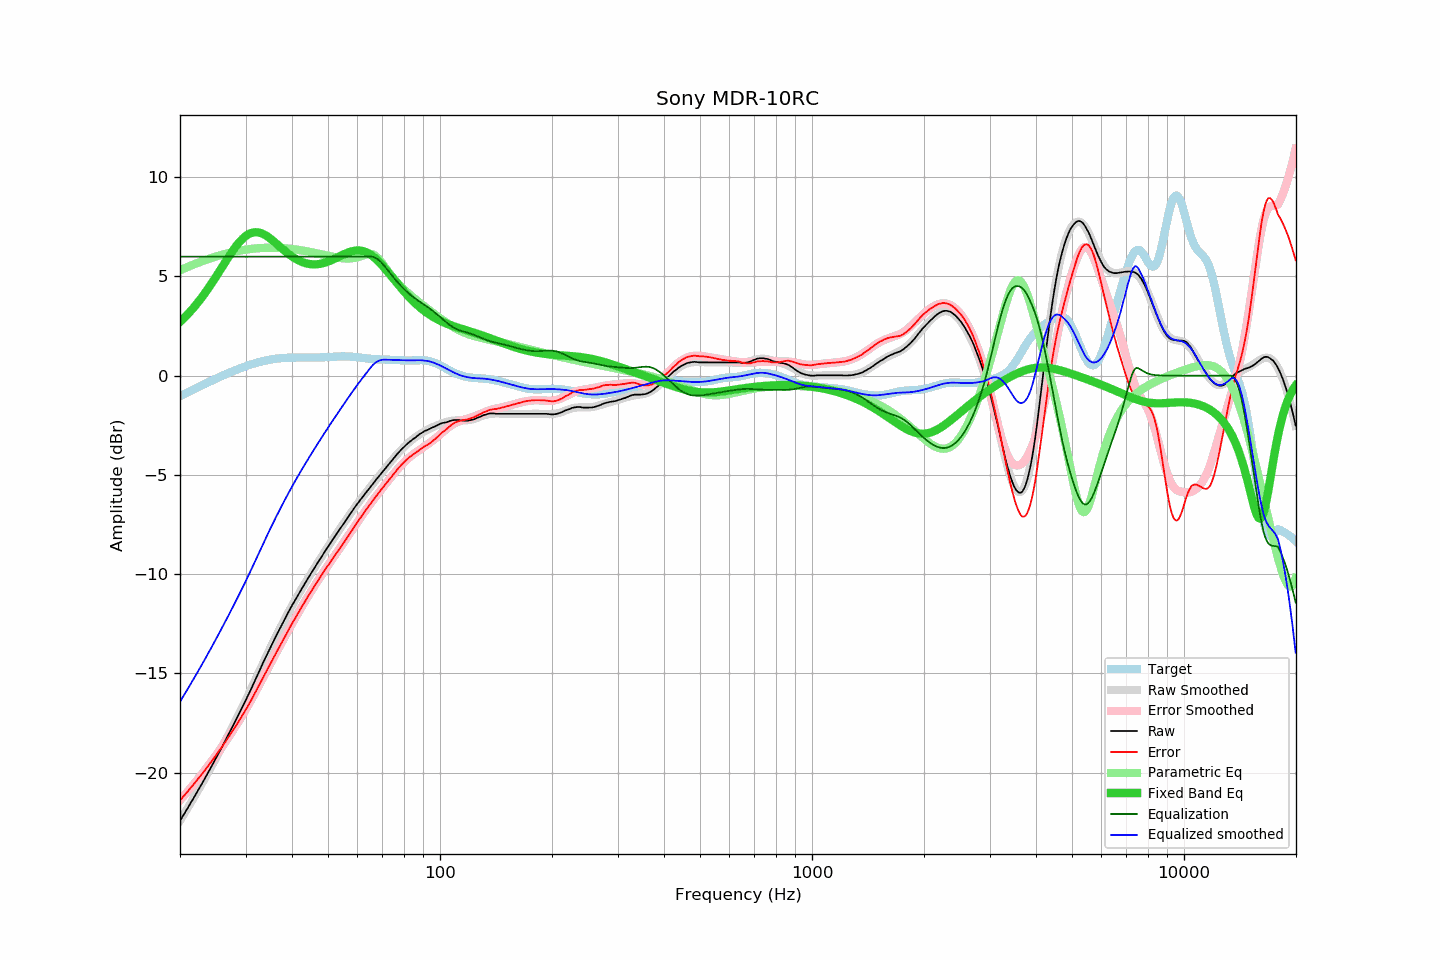 Sony MDR-10RC
Amplitude (dBr)
10
5
0
−5
−10
−15
−20
100
1000
10000
Frequency (Hz)
Target
Raw Smoothed
Error Smoothed
Raw
Error
Parametric Eq
Fixed Band Eq
Equalization
Equalized smoothed